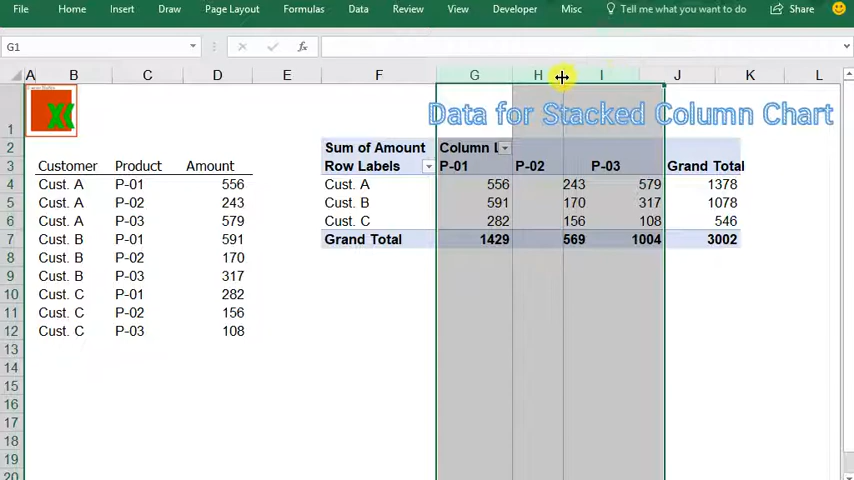 File Home Insert Draw Page Layout Formulas Data Review View Developer Misc Tell me what you want to do Share
G1 fx
A B C D E F G H I J K L
1 Data for Stacked Column Chart
2 Sum of Amount Column L
3 Customer Product Amount Row Labels P-01 P-02 P-03 Grand Total
4 Cust. A P-01 556 Cust. A 556 243 579 1378
5 Cust. A P-02 243 Cust. B 591 170 317 1078
6 Cust. A P-03 579 Cust. C 282 156 108 546
7 Cust. B P-01 591 Grand Total 1429 569 1004 3002
8 Cust. B P-02 170
9 Cust. B P-03 317
10 Cust. C P-01 282
11 Cust. C P-02 156
12 Cust. C P-03 108
13
14
15
16
17
18
19
20